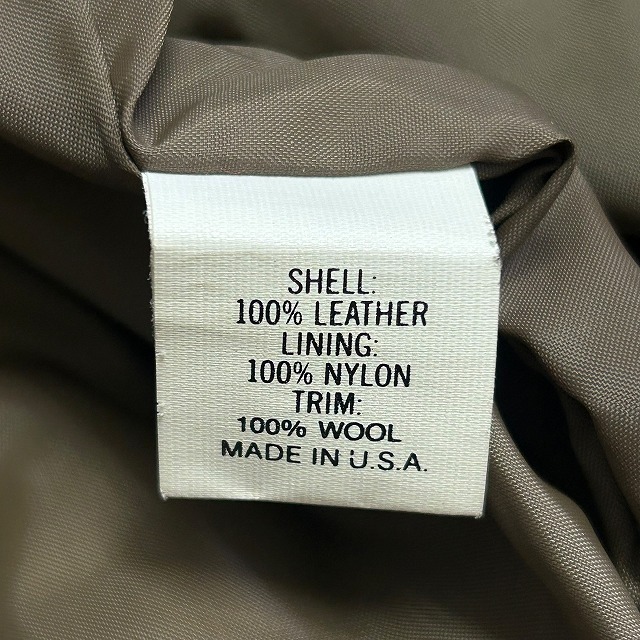 SHELL:
100% LEATHER
LINING:
100% NYLON
TRIM:
100% WOOL
MADE IN U.S.A.